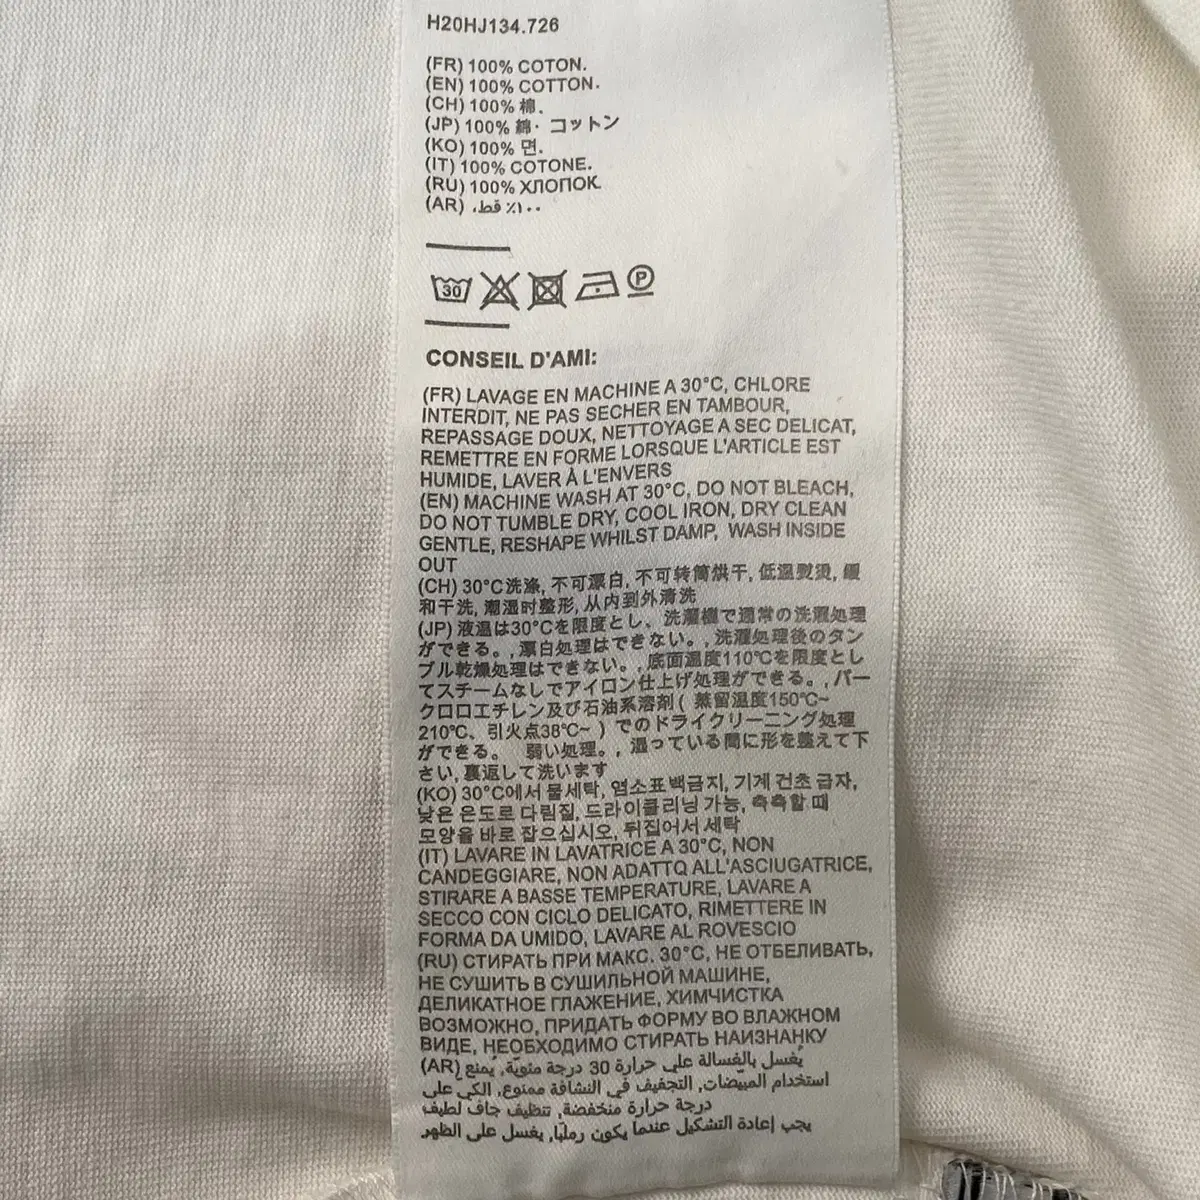 H20HJ134.726
(FR) 100% COTON.
(EN) 100% COTTON.
(CH) 100% 棉.
(JP) 100% 綿· コットン
(KO) 100% 면.
(IT) 100% COTONE.
(RU) 100% ХЛОПОК.
(AR) ١٠٠٪ قط.
30
P
CONSEIL D'AMI:
(FR) LAVAGE EN MACHINE A 30°C, CHLORE
INTERDIT, NE PAS SECHER EN TAMBOUR,
REPASSAGE DOUX, NETTOYAGE A SEC DELICAT,
REMETTRE EN FORME LORSQUE L'ARTICLE EST
HUMIDE, LAVER À L'ENVERS
(EN) MACHINE WASH AT 30°C, DO NOT BLEACH,
DO NOT TUMBLE DRY, COOL IRON, DRY CLEAN
GENTLE, RESHAPE WHILST DAMP, WASH INSIDE
OUT
(CH) 30°C洗涤, 不可漂白, 不可转筒烘干, 低温熨烫, 缓
和干洗, 潮湿时整形, 从内到外清洗
(JP) 液温は30℃を限度とし、洗濯機で通常の洗濯処理
ができる。, 漂白処理はできない。, 洗濯処理後のタン
ブル乾燥処理はできない。, 底面温度110℃を限度とし
てスチームなしでアイロン仕上げ処理ができる。, パー
クロロエチレン及び石油系溶剤 ( 蒸留温度150℃~
210℃、引火点38℃~ ) でのドライクリーニング処理
ができる。 弱い処理。, 湿っている間に形を整えて下
さい, 裏返して洗います
(KO) 30°C에서 물세탁, 염소표백금지, 기계 건초 급자,
낮은 온도로 다림질, 드라이클리닝 가능, 축축할 때
모양을 바로 잡으십시오, 뒤집어서 세탁
(IT) LAVARE IN LAVATRICE A 30°C, NON
CANDEGGIARE, NON ADATTO ALL'ASCIUGATRICE,
STIRARE A BASSE TEMPERATURE, LAVARE A
SECCO CON CICLO DELICATO, RIMETTERE IN
FORMA DA UMIDO, LAVARE AL ROVESCIO
(RU) СТИРАТЬ ПРИ МАКС. 30°C, НЕ ОТБЕЛИВАТЬ,
НЕ СУШИТЬ В СУШИЛЬНОЙ МАШИНЕ,
ДЕЛИКАТНОЕ ГЛАЖЕНИЕ, ХИМЧИСТКА
ВОЗМОЖНО, ПРИДАТЬ ФОРМУ ВО ВЛАЖНОМ
ВИДЕ, НЕОБХОДИМО СТИРАТЬ НАИЗНАНКУ
(AR) يُغسل بالغسالة على حرارة 30 درجة مئويّة, يُمنع
استخدام المبيّضات, التجفيف في النشافة ممنوع, الكي على
درجة حرارة منخفضة, تنظيف جاف لطيف
يجب إعادة التشكيل عندما يكون رطبًا, يغسل على الظهر